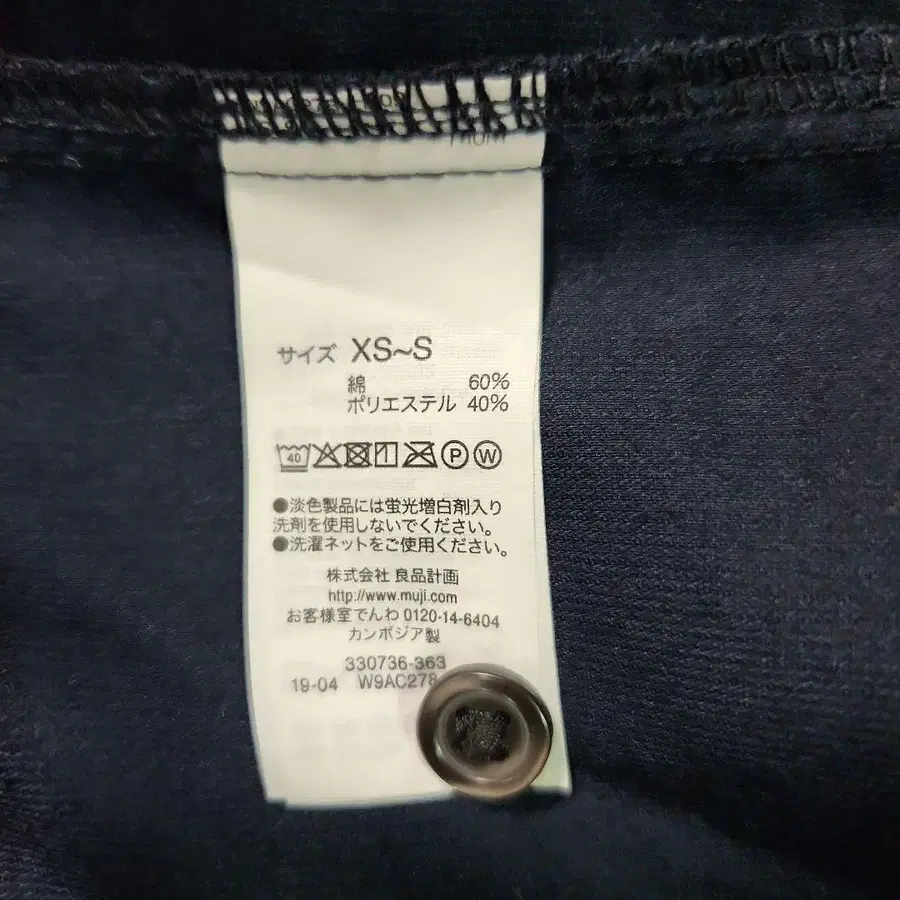 サイズ XS~S
綿 60%
ポリエステル 40%
40 P W
●淡色製品には蛍光増白剤入り
洗剤を使用しないでください。
●洗濯ネットをご使用ください。
株式会社 良品計画
http://www.muji.com
お客様室でんわ 0120-14-6404
カンボジア製
330736-363
19-04 W9AC278